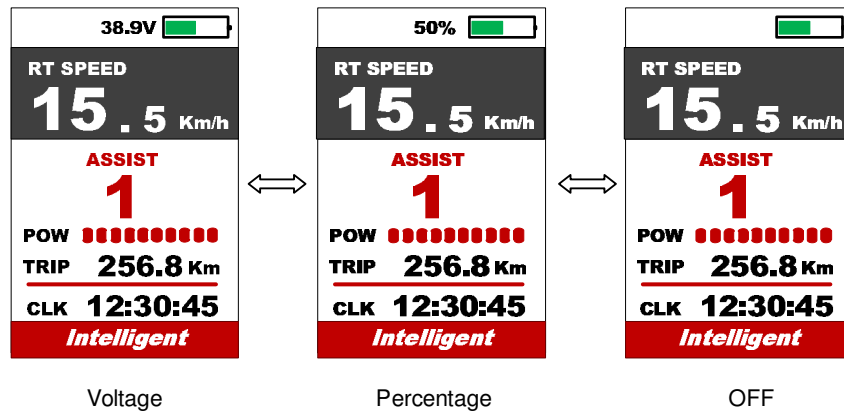 38.9V
RT SPEED
15.5 Km/h
ASSIST
1
POW
TRIP 256.8 Km
CLK 12:30:45
Intelligent
Voltage
50%
RT SPEED
15.5 Km/h
ASSIST
1
POW
TRIP 256.8 Km
CLK 12:30:45
Intelligent
Percentage
RT SPEED
15.5 Km/h
ASSIST
1
POW
TRIP 256.8 Km
CLK 12:30:45
Intelligent
OFF